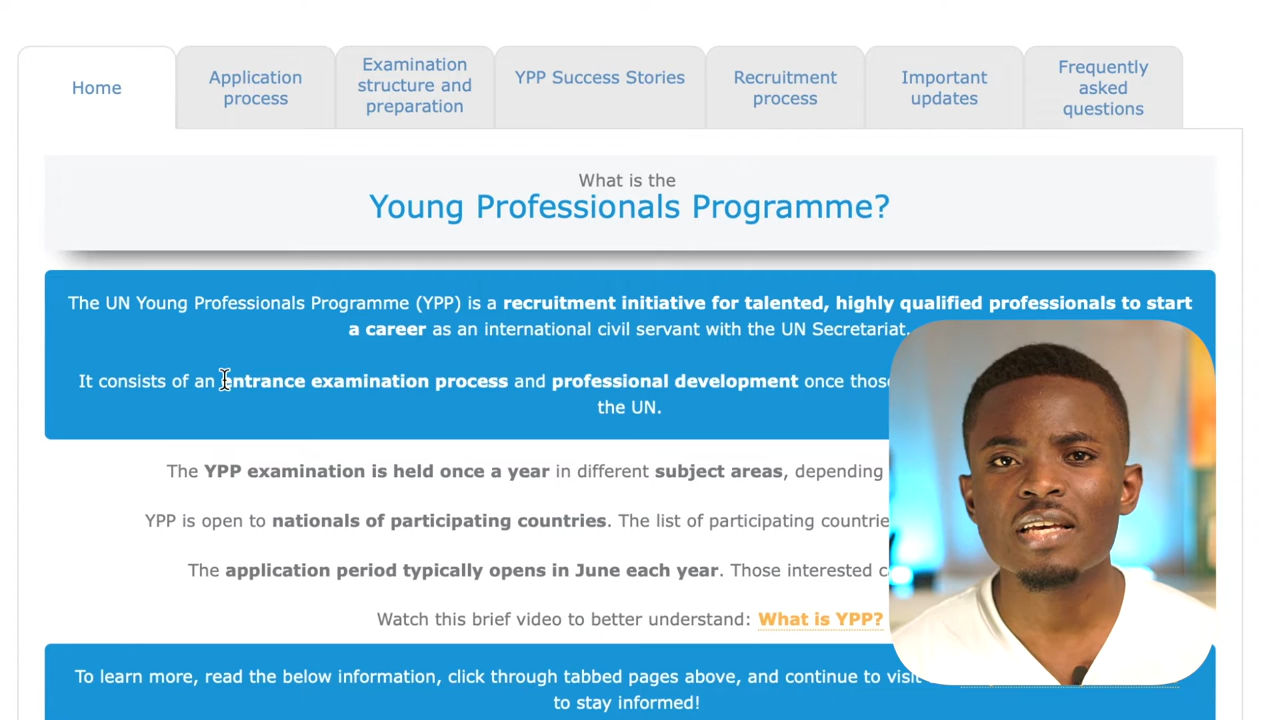 Home
Application
process
Examination
structure and
preparation
YPP Success Stories
Recruitment
process
Important
updates
Frequently
asked
questions
What is the
Young Professionals Programme?
The UN Young Professionals Programme (YPP) is a recruitment initiative for talented, highly qualified professionals to start
a career as an international civil servant with the UN Secretariat.
It consists of an entrance examination process and professional development once those
the UN.
The YPP examination is held once a year in different subject areas, depending
YPP is open to nationals of participating countries. The list of participating countries
The application period typically opens in June each year. Those interested
Watch this brief video to better understand: What is YPP?
To learn more, read the below information, click through tabbed pages above, and continue to visit
to stay informed!